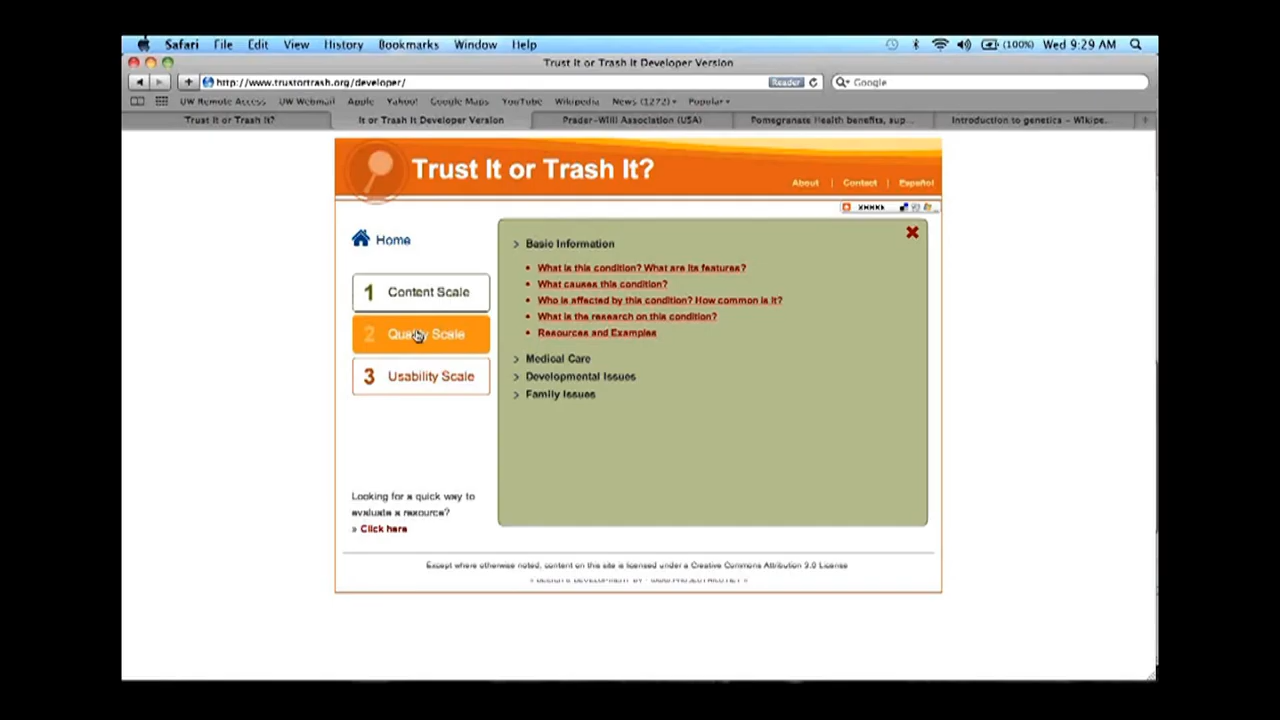 Safari File Edit View History Bookmarks Window Help (100%) Wed 9:29 AM
Trust It or Trash It Developer Version
http://www.trustortrash.org/developer/ Reader Google
UW Remote Access UW Webmail Apple Yahoo! Google Maps YouTube Wikipedia News (1272) Popular
Trust It or Trash It? It or Trash It Developer Version Prader-Willi Association (USA) Pomegranate Health benefits, sup... Introduction to genetics – Wikipe...
Trust It or Trash It?
About | Contact | Español
Home
1 Content Scale
2 Quality Scale
3 Usability Scale
> Basic Information
• What is this condition? What are its features?
• What causes this condition?
• Who is affected by this condition? How common is it?
• What is the research on this condition?
• Resources and Examples
> Medical Care
> Developmental Issues
> Family Issues
Looking for a quick way to
evaluate a resource?
» Click here
Except where otherwise noted, content on this site is licensed under a Creative Commons Attribution 3.0 License